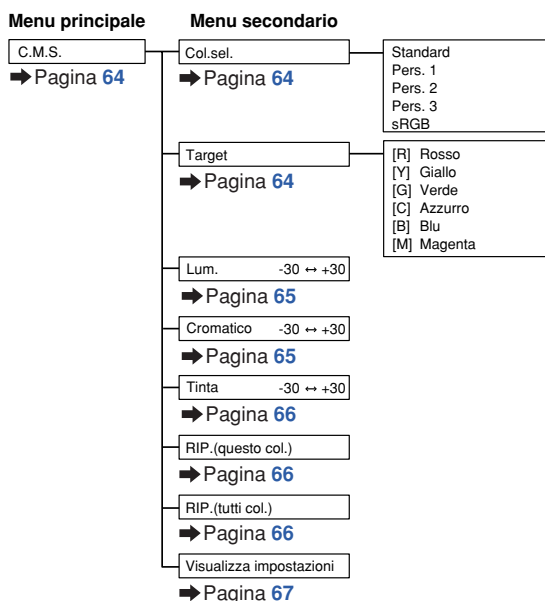 Menu principale
Menu secondario
C.M.S.
➡ Pagina 64
Col.sel.
➡ Pagina 64
Standard
Pers. 1
Pers. 2
Pers. 3
sRGB
Target
➡ Pagina 64
[R] Rosso
[Y] Giallo
[G] Verde
[C] Azzurro
[B] Blu
[M] Magenta
Lum. -30 ↔ +30
➡ Pagina 65
Cromatico -30 ↔ +30
➡ Pagina 65
Tinta -30 ↔ +30
➡ Pagina 66
RIP.(questo col.)
➡ Pagina 66
RIP.(tutti col.)
➡ Pagina 66
Visualizza impostazioni
➡ Pagina 67